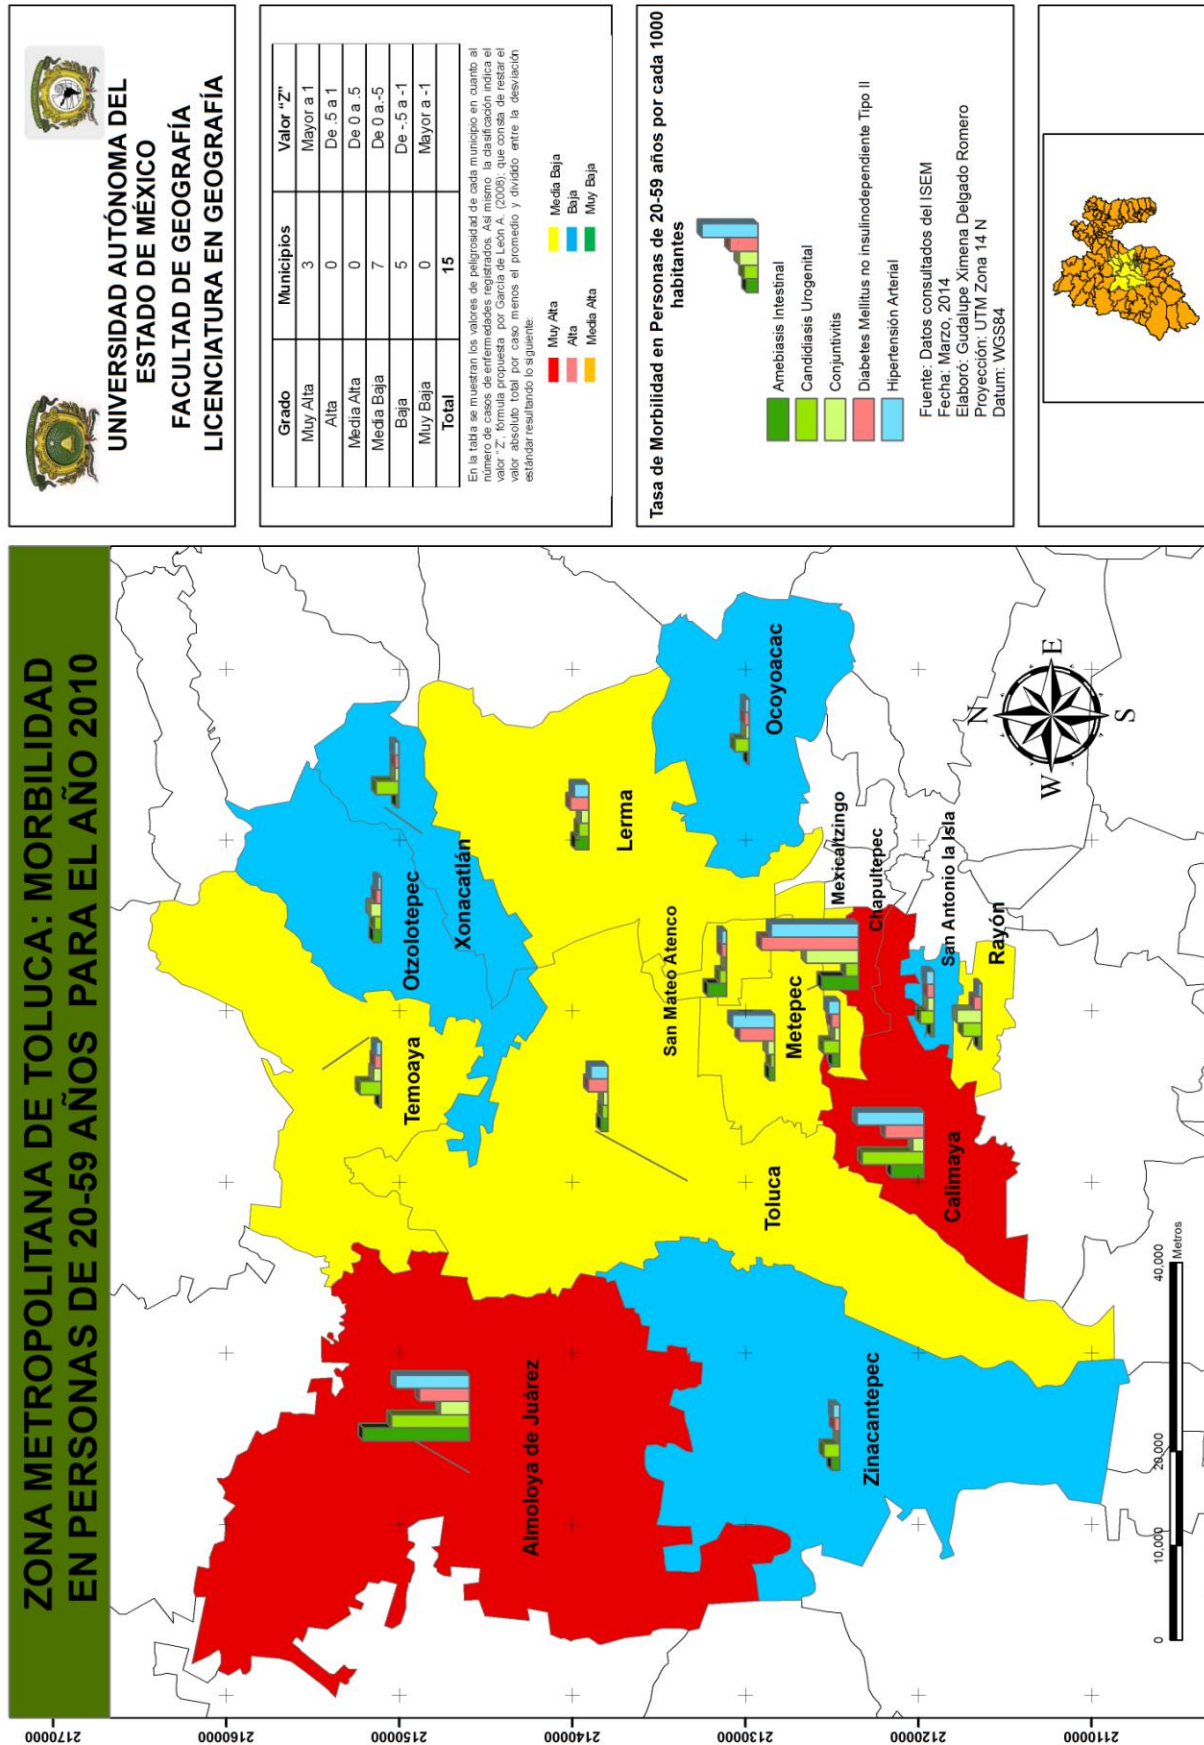 ZONA METROPOLITANA DE TOLUCA: MORBILIDAD
EN PERSONAS DE 20-59 AÑOS PARA EL AÑO 2010
2170000
2160000
2150000
2140000
2130000
2120000
2110000
Almoloya de Juárez
Temoaya
Otzolotepec
Xonacatlán
Lerma
San Mateo Atenco
Toluca
Metepec
Ocoyoacac
Mexicaltzingo
Chapultepec
San Antonio la Isla
Rayón
Calimaya
Zinacantepec
N
W
E
S
0
10,000
20,000
40,000
Metros
UNIVERSIDAD AUTÓNOMA DEL
ESTADO DE MÉXICO
FACULTAD DE GEOGRAFÍA
LICENCIATURA EN GEOGRAFÍA
Grado Municipios Valor "Z"
Muy Alta 3 Mayor a 1
Alta 0 De .5 a 1
Media Alta 0 De 0 a .5
Media Baja 7 De 0 a.-5
Baja 5 De -.5 a -1
Muy Baja 0 Mayor a -1
Total 15
En la tabla se muestran los valores de peligrosidad de cada municipio en cuanto al
número de casos de enfermedades registrados. Así mismo, la clasificación indica el
valor "Z", fórmula propuesta por García de León A. (2008); que consta de restar el
valor absoluto total por caso menos el promedio y dividido entre la desviación
estándar resultando lo siguiente:
Muy Alta
Alta
Media Alta
Media Baja
Baja
Muy Baja
Tasa de Morbilidad en Personas de 20-59 años por cada 1000
habitantes
Amebiasis Intestinal
Candidiasis Urogenital
Conjuntivitis
Diabetes Mellitus no insulinodependiente Tipo II
Hipertensión Arterial
Fuente: Datos consultados del ISEM
Fecha: Marzo, 2014
Elaboró: Gudalupe Ximena Delgado Romero
Proyección: UTM Zona 14 N
Datum: WGS84